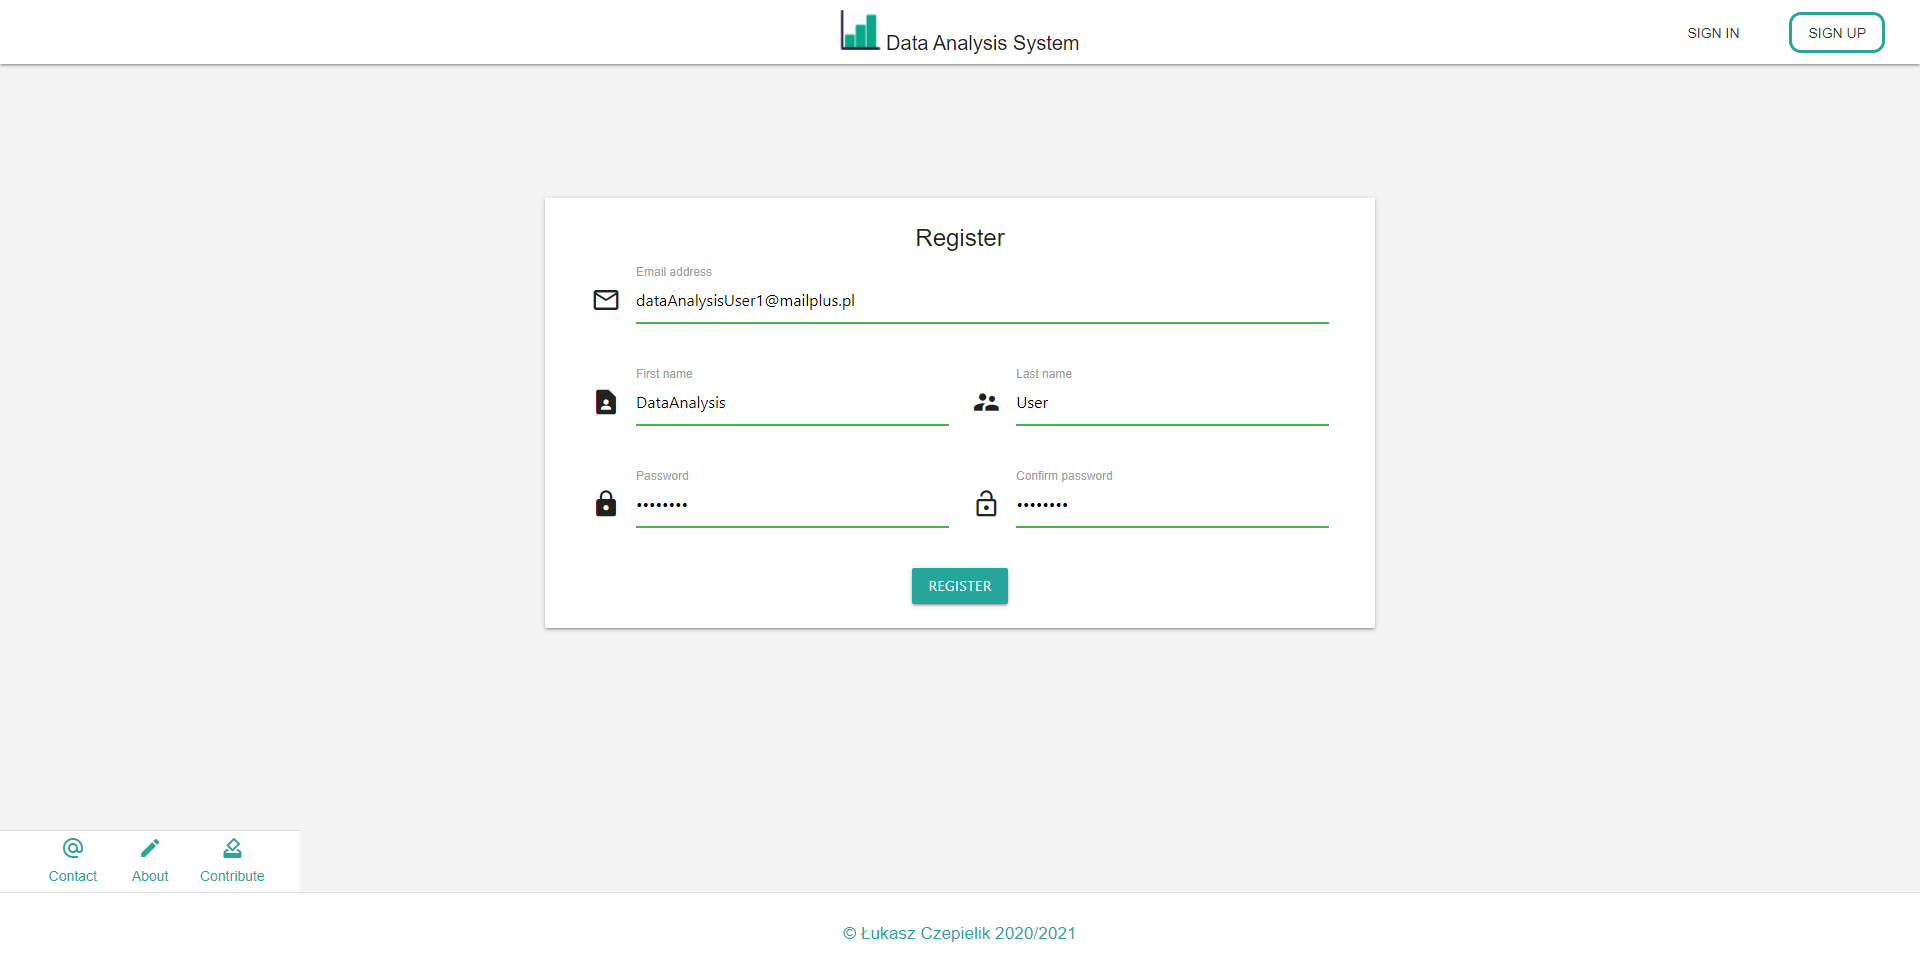 Data Analysis System
SIGN IN
SIGN UP
Register
Email address
dataAnalysisUser1@mailplus.pl
First name
Last name
DataAnalysis
User
Password
Confirm password
••••••••
••••••••
REGISTER
Contact
About
Contribute
© Łukasz Czepielik 2020/2021